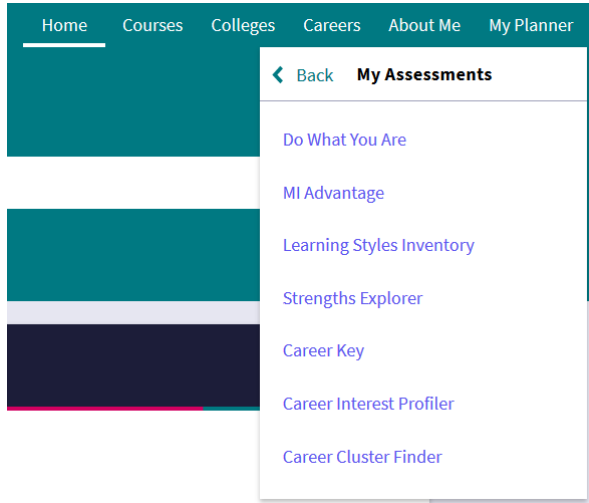 Home Courses Colleges Careers About Me My Planner
Back My Assessments
Do What You Are
MI Advantage
Learning Styles Inventory
Strengths Explorer
Career Key
Career Interest Profiler
Career Cluster Finder